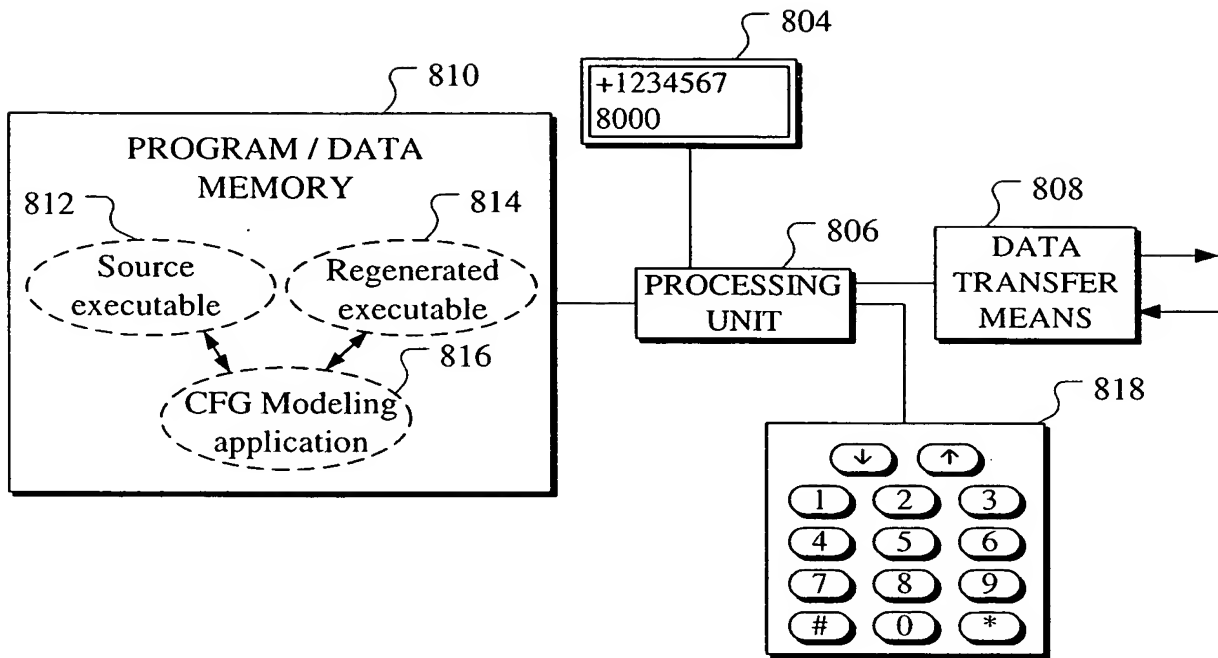 804
+1234567
8000
810
PROGRAM / DATA
MEMORY
812
814
Source
executable
Regenerated
executable
816
CFG Modeling
application
806
PROCESSING
UNIT
808
DATA
TRANSFER
MEANS
818
↓ ↑
1 2 3
4 5 6
7 8 9
# 0 *